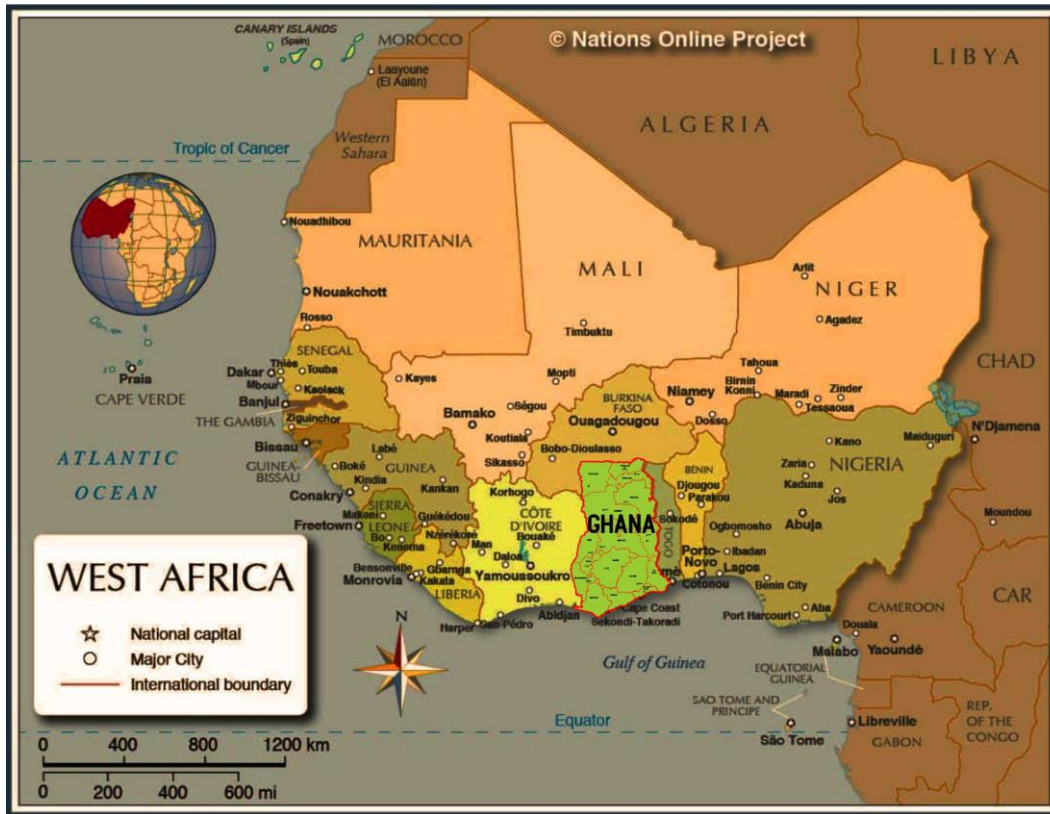 CANARY ISLANDS
(Spain)
MOROCCO
© Nations Online Project
LIBYA
Laayoune
(El Aaiún)
ALGERIA
Western
Sahara
Tropic of Cancer
Nouadhibou
MAURITANIA
MALI
NIGER
Arlit
Agadez
Nouakchott
Rosso
Timbuktu
CHAD
SENEGAL
Thiès
Touba
Dakar
Mbour
Kaolack
Praia
CAPE VERDE
Banjul
THE GAMBIA
Ziguinchor
Kayes
Mopti
Ségou
Bamako
Koutiala
Sikasso
BURKINA
FASO
Ouagadougou
Bobo-Dioulasso
Niamey
Dosso
Tahoua
Birnin
Konni
Maradi
Zinder
Tessaoua
N'Djamena
Maiduguri
Kano
NIGERIA
Zaria
Kaduna
Jos
Abuja
BENIN
Djougou
Parakou
Bissau
GUINEA-
BISSAU
ATLANTIC
OCEAN
Labé
GUINEA
Boké
Kindia
Kankan
Conakry
SIERRA
LEONE
Makeni
Freetown
Bo
Kenema
Guékédou
Nzérékoré
Korhogo
CÔTE
D'IVOIRE
Bouaké
Man
Daloa
Yamoussoukro
Divo
Abidjan
San-Pédro
Harper
Bensonville
Gbarnga
Monrovia
Kakata
LIBERIA
GHANA
Cape Coast
Sekondi-Takoradi
TOGO
Sokodé
mé
Porto-
Novo
Cotonou
Lagos
Ogbomosho
Ibadan
Benin City
Aba
Port Harcourt
Moundou
CAMEROON
CAR
Douala
Malabo
Yaoundé
EQUATORIAL
GUINEA
SAO TOME AND
PRINCIPE
São Tome
Libreville
GABON
REP.
OF THE
CONGO
Gulf of Guinea
Equator
N
WEST AFRICA
National capital
Major City
International boundary
0 400 800 1200 km
0 200 400 600 mi